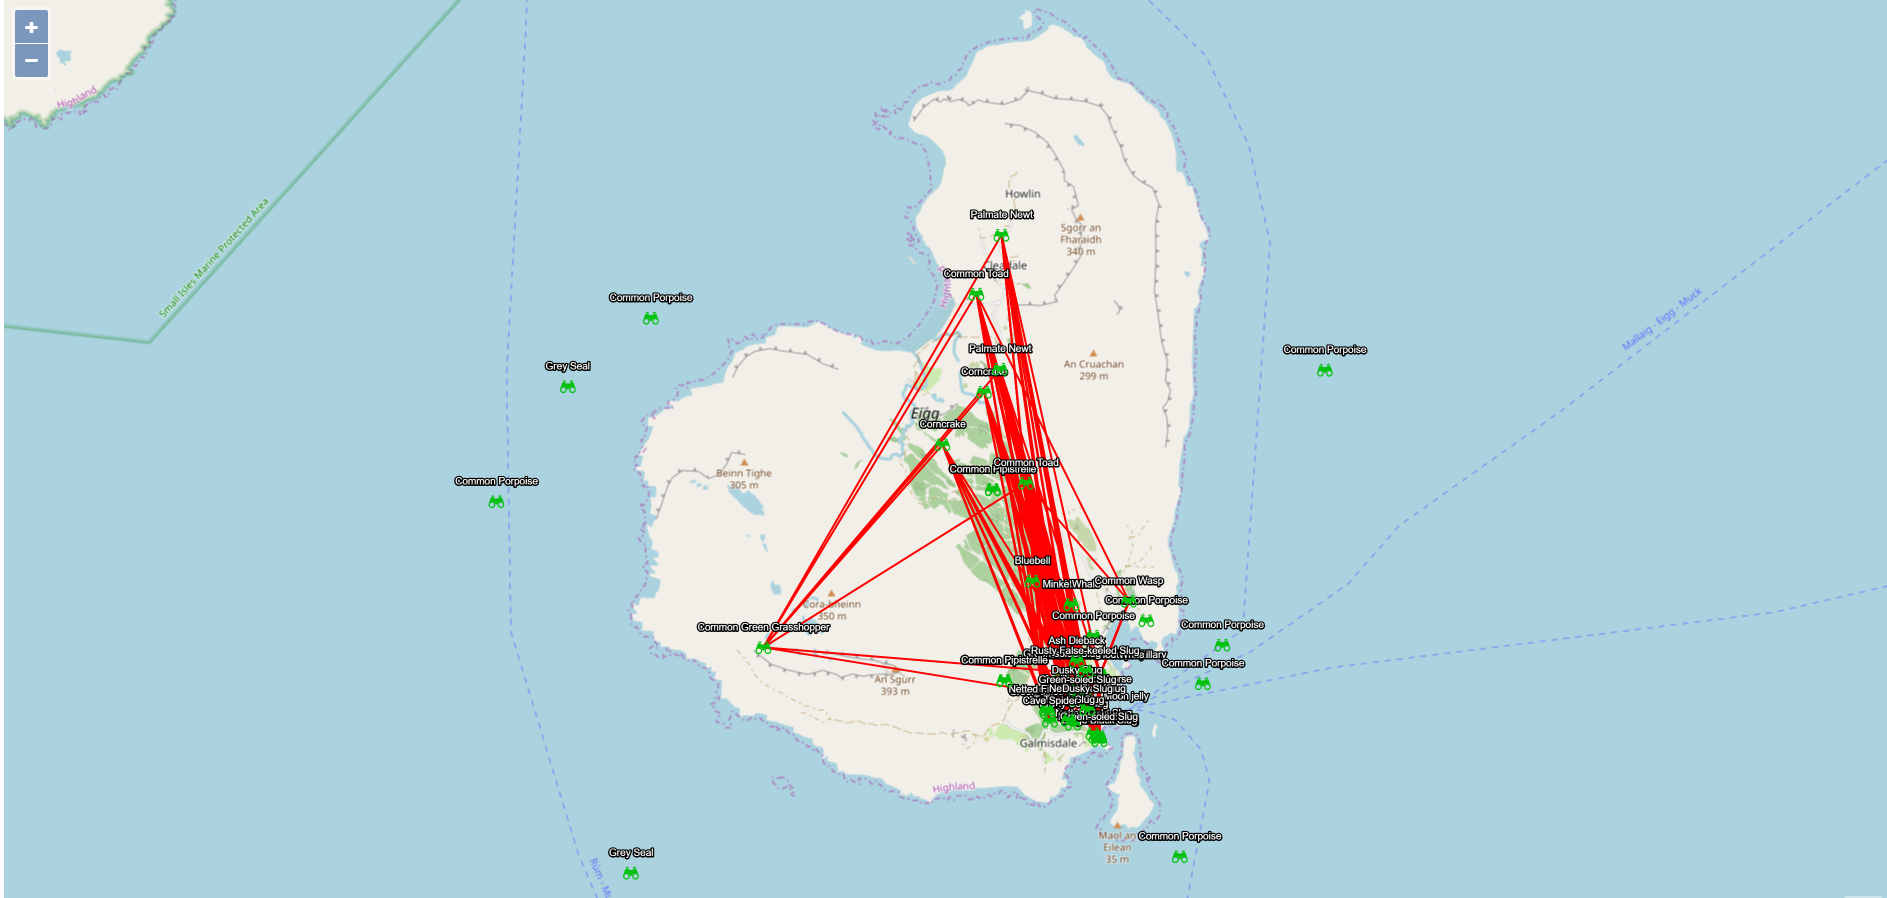 +
−
Highland
Small Isles Marine Protected Area
Howlin
Palmate Newt
Sgorr an
Fharaidh
340 m
Common Toad
Highland
Common Porpoise
Mallaig - Eigg - Muck
Palmate Newt
Common Porpoise
An Cruachan
299 m
Grey Seal
Corncrake
Eigg
Corncrake
Common Toad
Common Pipistrelle
Beinn Tighe
305 m
Common Porpoise
Bluebell
Minke Whale
Common Wasp
Common Porpoise
350 m
Common Porpoise
Common Porpoise
Common Green Grasshopper
Ash Dieback
Rusty False-keeled Slug
Common Pipistrelle
Common Porpoise
Dusky Slug
An Sgùrr
393 m
Green-soled Slug
Dusky Slug
Moon jelly
Cave Spider
Green-soled Slug
Galmisdale
Highland
Common Porpoise
Maol an
Eilean
35 m
Grey Seal